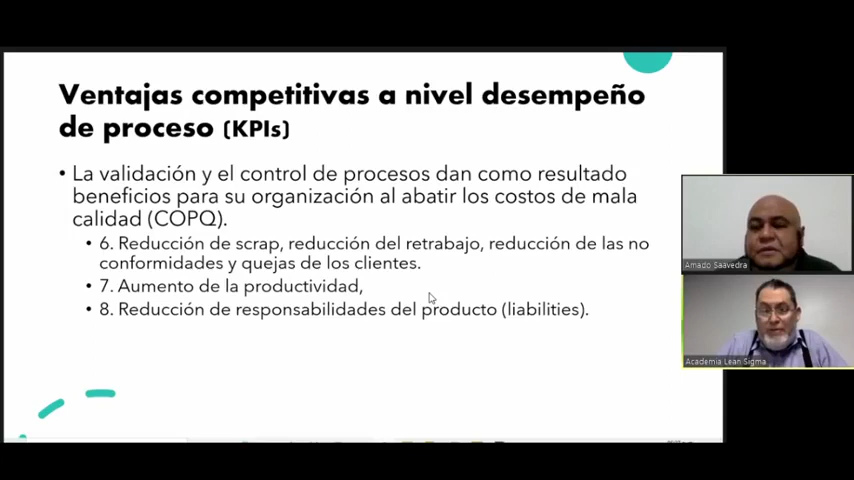 Ventajas competitivas a nivel desempeño
de proceso (KPIs)
• La validación y el control de procesos dan como resultado
beneficios para su organización al abatir los costos de mala
calidad (COPQ).
• 6. Reducción de scrap, reducción del retrabajo, reducción de las no
conformidades y quejas de los clientes.
• 7. Aumento de la productividad,
• 8. Reducción de responsabilidades del producto (liabilities).
Amado Saavedra
Academia Lean Sigma